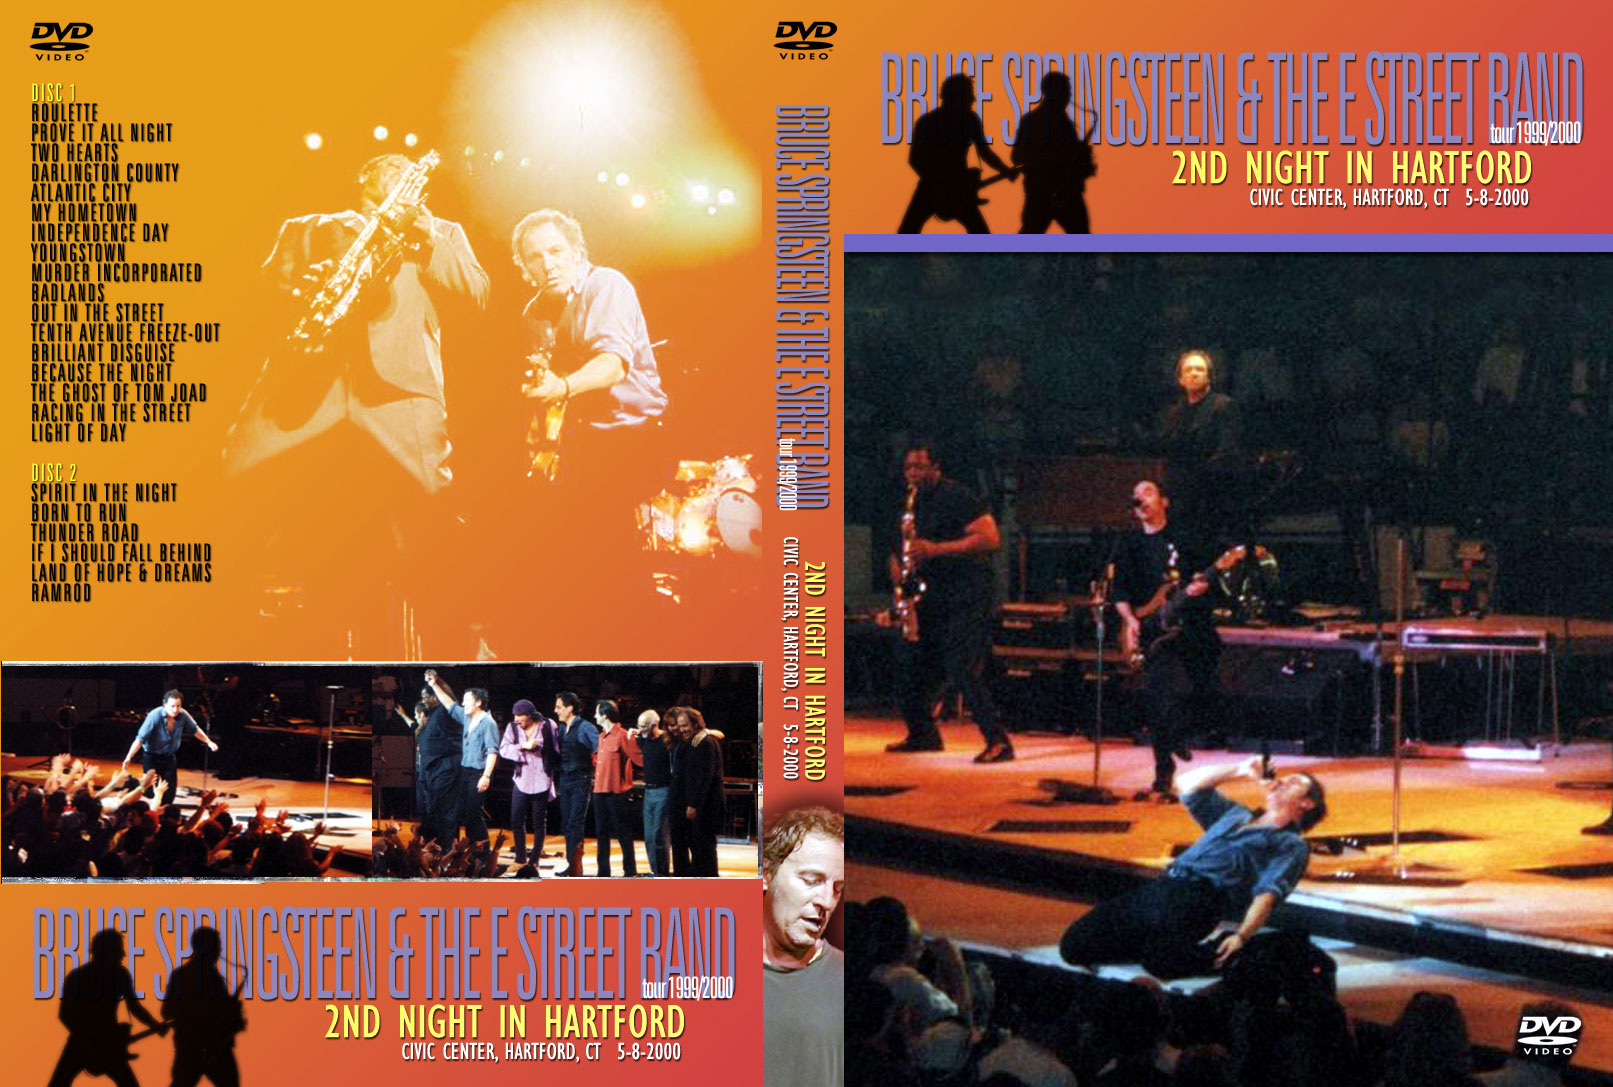 DVD
VIDEO
DISC 1
ROULETTE
PROVE IT ALL NIGHT
TWO HEARTS
DARLINGTON COUNTY
ATLANTIC CITY
MY HOMETOWN
INDEPENDENCE DAY
YOUNGSTOWN
MURDER INCORPORATED
BADLANDS
OUT IN THE STREET
TENTH AVENUE FREEZE-OUT
BRILLIANT DISGUISE
BECAUSE THE NIGHT
THE GHOST OF TOM JOAD
RACING IN THE STREET
LIGHT OF DAY
DISC 2
SPIRIT IN THE NIGHT
BORN TO RUN
THUNDER ROAD
IF I SHOULD FALL BEHIND
LAND OF HOPE & DREAMS
RAMROD
BRUCE SPRINGSTEEN & THE E STREET BAND
tour 1999/2000
2ND NIGHT IN HARTFORD
CIVIC CENTER, HARTFORD, CT 5-8-2000
DVD
VIDEO
BRUCE SPRINGSTEEN & THE E STREET BAND
tour 1999/2000
2ND NIGHT IN HARTFORD
CIVIC CENTER, HARTFORD, CT 5-8-2000
BRUCE SPRINGSTEEN & THE E STREET BAND
tour 1999/2000
2ND NIGHT IN HARTFORD
CIVIC CENTER, HARTFORD, CT 5-8-2000
DVD
VIDEO